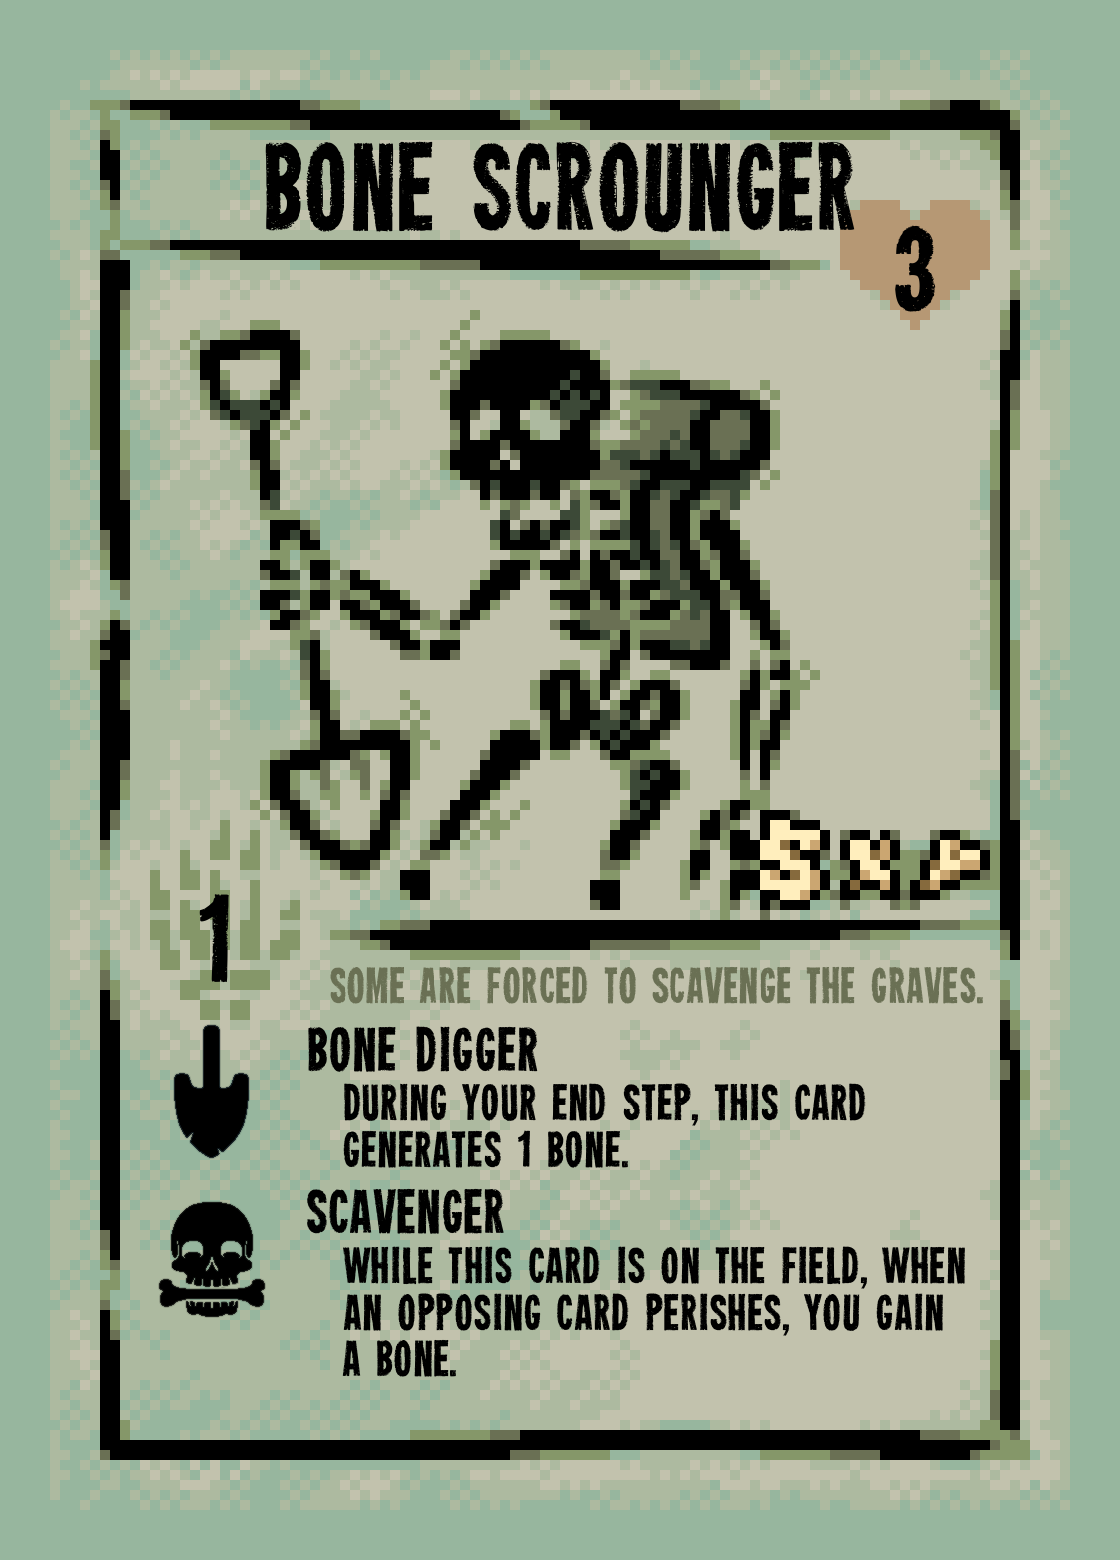 BONE SCROUNGER
3
1
SOME ARE FORCED TO SCAVENGE THE GRAVES.
BONE DIGGER
DURING YOUR END STEP, THIS CARD
GENERATES 1 BONE.
SCAVENGER
WHILE THIS CARD IS ON THE FIELD, WHEN
AN OPPOSING CARD PERISHES, YOU GAIN
A BONE.